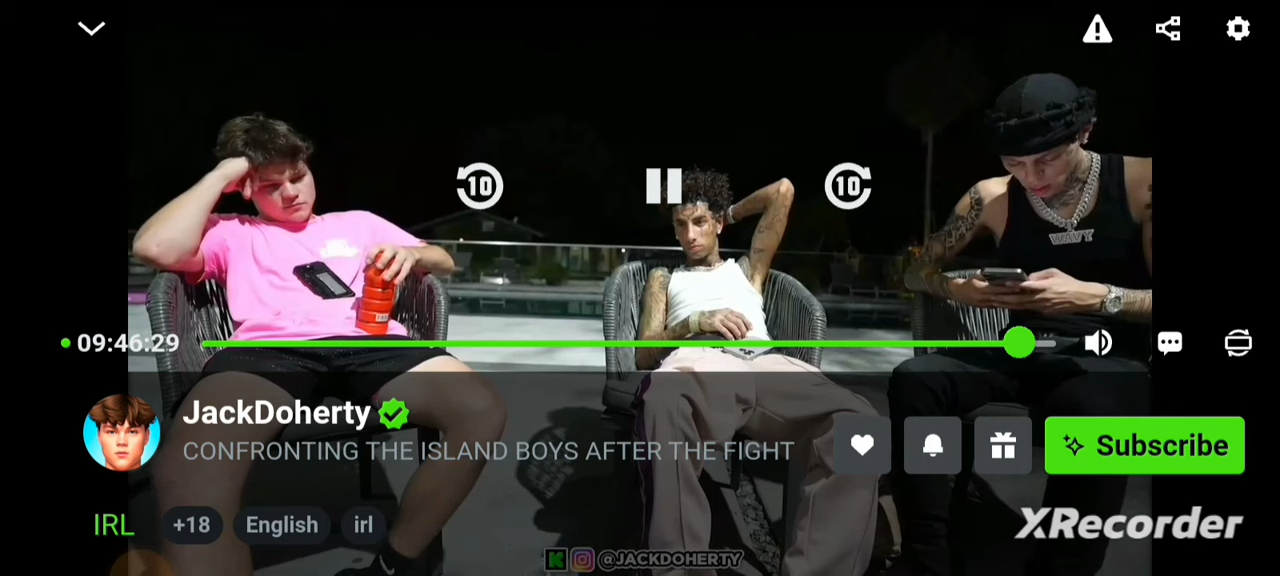 10
10
WAVY
09:46:29
JackDoherty
CONFRONTING THE ISLAND BOYS AFTER THE FIGHT
Subscribe
IRL
+18
English
irl
XRecorder
K @JACKDOHERTY